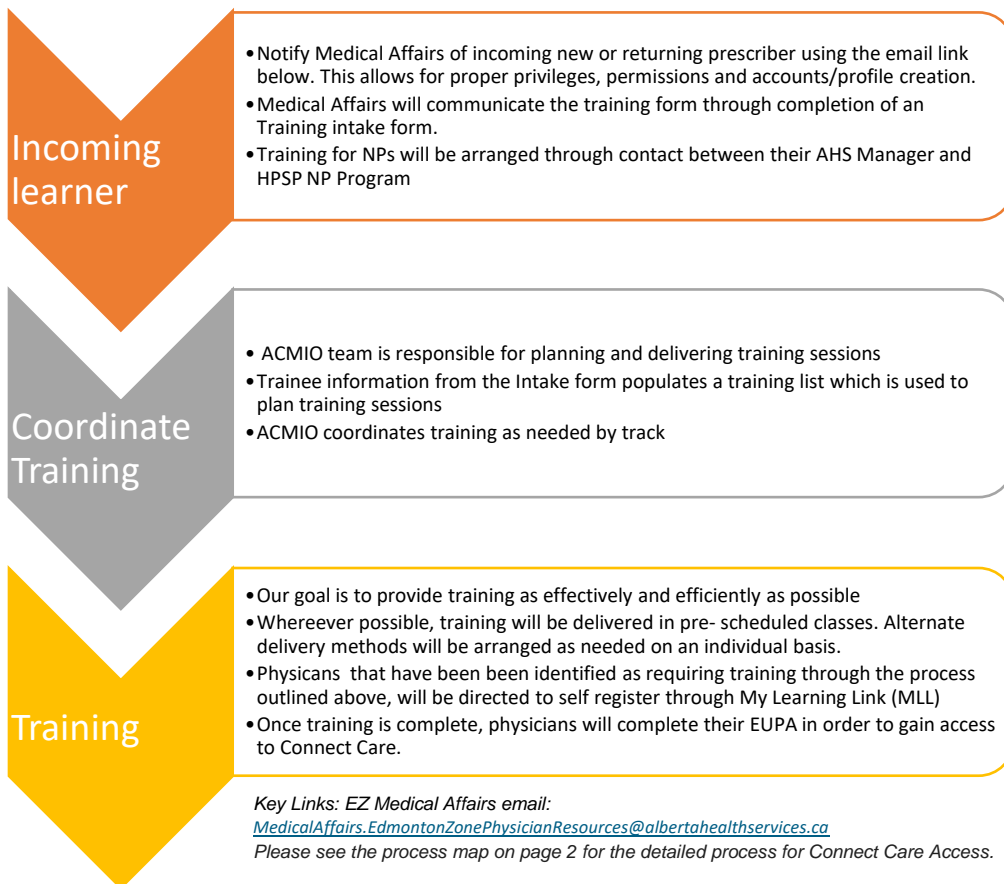 Incoming
learner
•Notify Medical Affairs of incoming new or returning prescriber using the email link
below. This allows for proper privileges, permissions and accounts/profile creation.
•Medical Affairs will communicate the training form through completion of an
Training intake form.
•Training for NPs will be arranged through contact between their AHS Manager and
HPSP NP Program
Coordinate
Training
• ACMIO team is responsible for planning and delivering training sessions
•Trainee information from the Intake form populates a training list which is used to
plan training sessions
•ACMIO coordinates training as needed by track
Training
•Our goal is to provide training as effectively and efficiently as possible
•Whereever possible, training will be delivered in pre- scheduled classes. Alternate
delivery methods will be arranged as needed on an individual basis.
•Physicans that have been been identified as requiring training through the process
outlined above, will be directed to self register through My Learning Link (MLL)
•Once training is complete, physicians will complete their EUPA in order to gain access
to Connect Care.
Key Links: EZ Medical Affairs email:
MedicalAffairs.EdmontonZonePhysicianResources@albertahealthservices.ca
Please see the process map on page 2 for the detailed process for Connect Care Access.